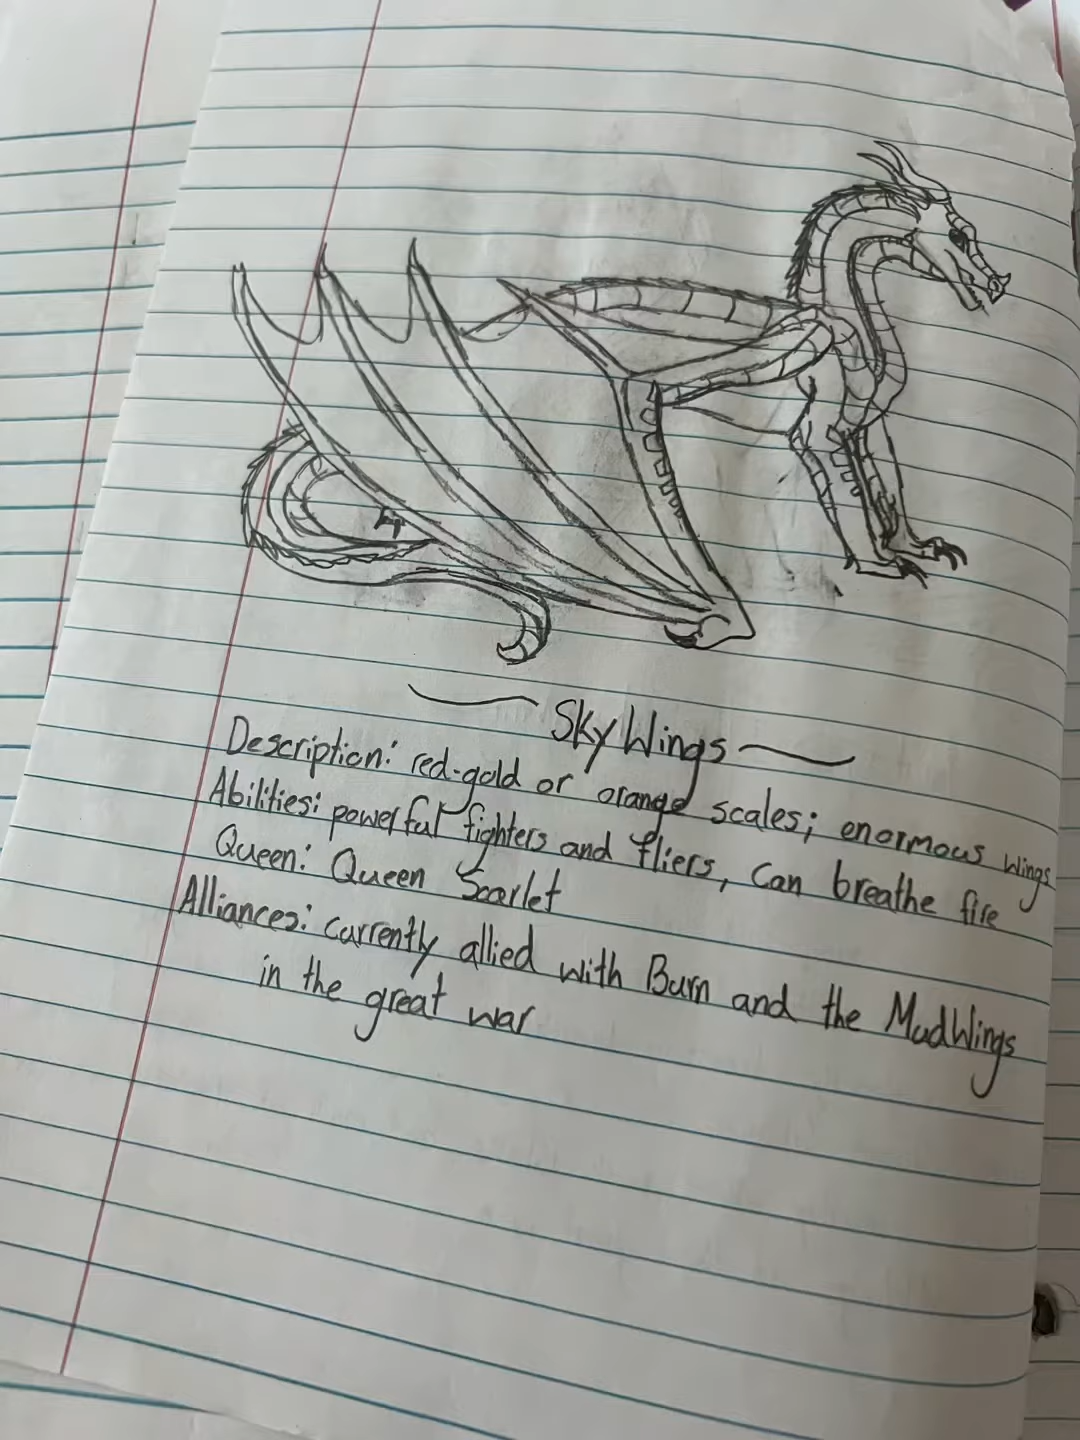 SkyWings
Description: red-gold or orange scales; enormous wings
Abilities: powerful fighters and fliers, can breathe fire
Queen: Queen Scarlet
Alliances: currently allied with Burn and the MudWings
in the great war